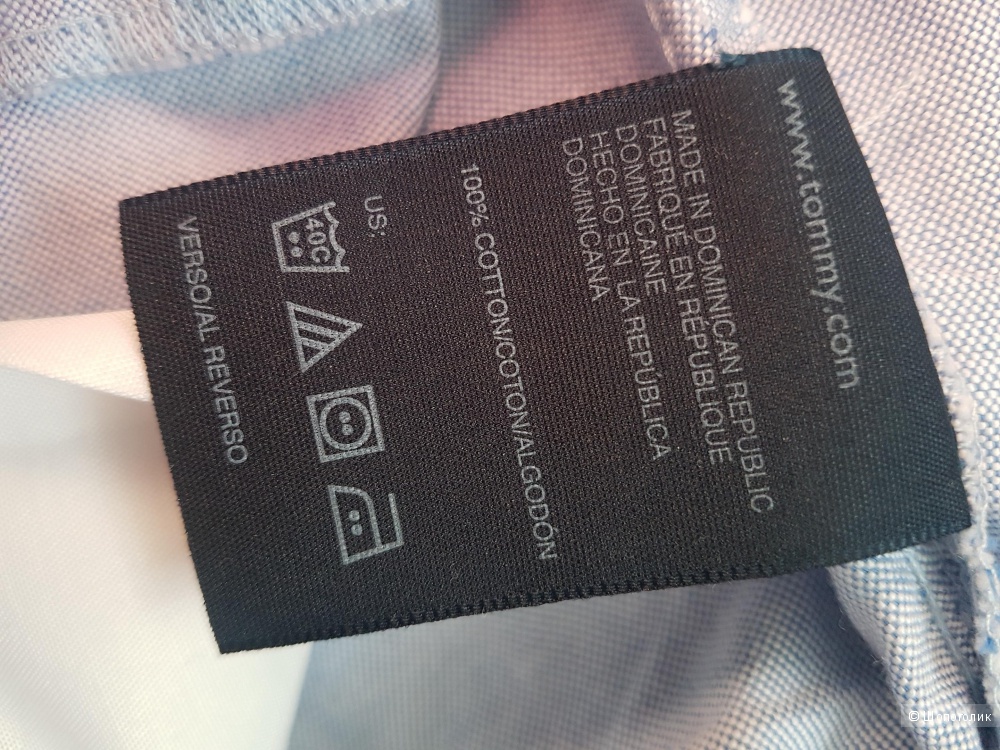 www.tommy.com
MADE IN DOMINICAN REPUBLIC
FABRIQUÉ EN RÉPUBLIQUE
DOMINICAINE
HECHO EN LA REPÚBLICA
DOMINICANA
100% COTTON/COTON/ALGODÓN
US:
40C
VERSO/AL REVERSO
© Шопоголик